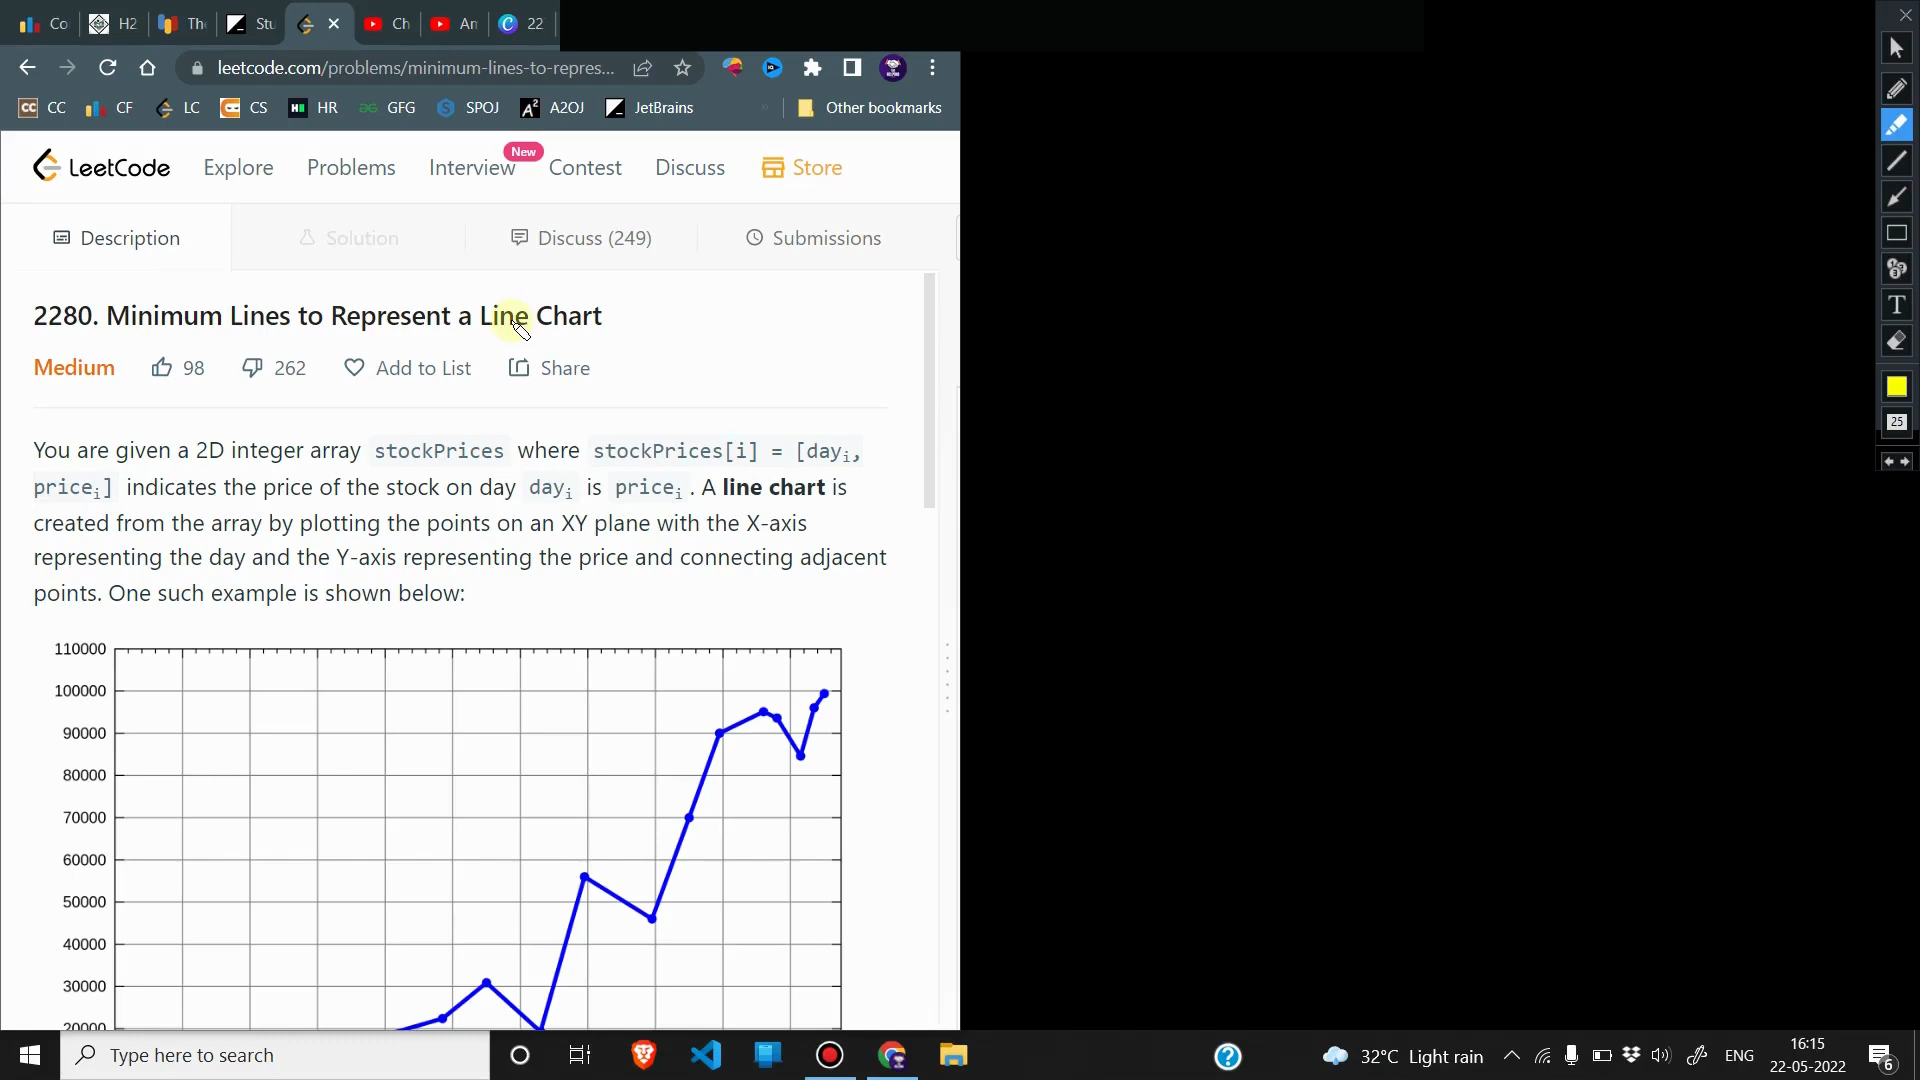 Co
H2
Th
Stu
Ch
An
22
leetcode.com/problems/minimum-lines-to-repres...
CC CC
CF
LC
CS
HR
GFG
SPOJ
A2OJ
JetBrains
»
Other bookmarks
LeetCode
Explore
Problems
Interview
New
Contest
Discuss
Store
Description
Solution
Discuss (249)
Submissions
2280. Minimum Lines to Represent a Line Chart
Medium
98
262
Add to List
Share
You are given a 2D integer array stockPrices where stockPrices[i] = [dayi,
pricei] indicates the price of the stock on day dayi is pricei. A line chart is
created from the array by plotting the points on an XY plane with the X-axis
representing the day and the Y-axis representing the price and connecting adjacent
points. One such example is shown below:
110000
100000
90000
80000
70000
60000
50000
40000
30000
20000
T
25
Type here to search
32°C Light rain
ENG
16:15
22-05-2022
6